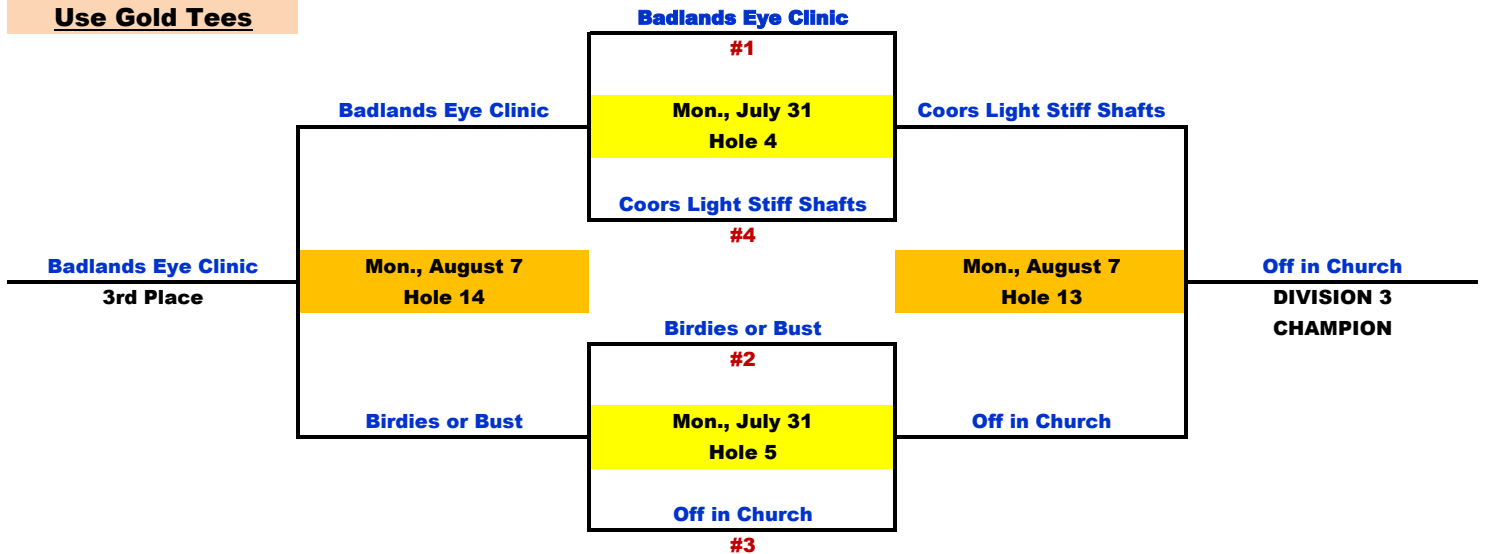 Use Gold Tees
Badlands Eye Clinic
#1
Badlands Eye Clinic
Mon., July 31
Hole 4
Coors Light Stiff Shafts
Coors Light Stiff Shafts
#4
Badlands Eye Clinic
3rd Place
Mon., August 7
Hole 14
Mon., August 7
Hole 13
Off in Church
DIVISION 3
CHAMPION
Birdies or Bust
#2
Birdies or Bust
Mon., July 31
Hole 5
Off in Church
Off in Church
#3